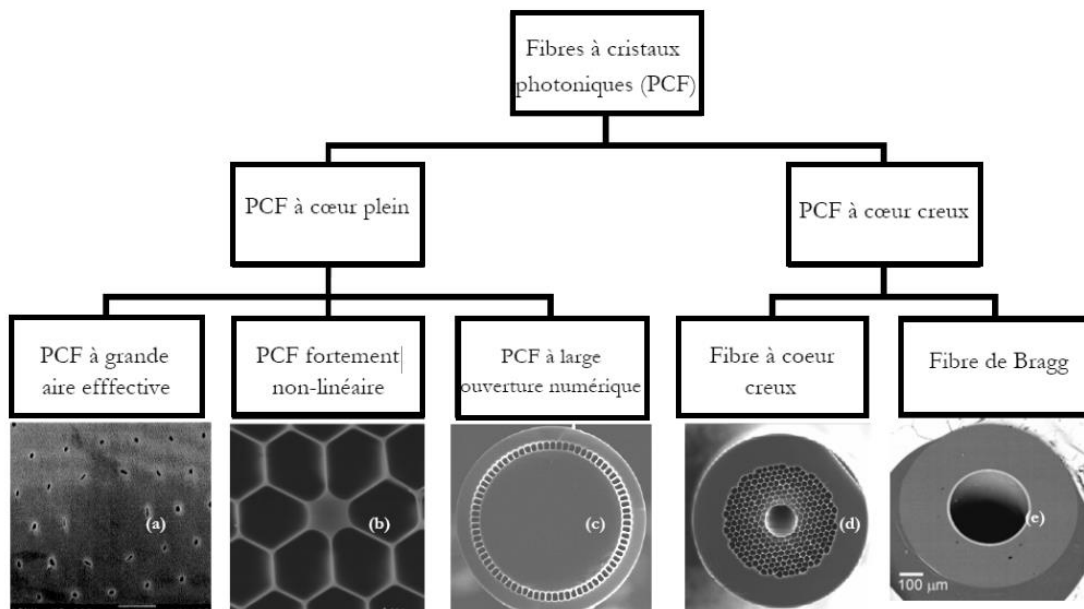 Fibres à cristaux
photoniques (PCF)
PCF à cœur plein
PCF à cœur creux
PCF à grande
aire efffective
PCF fortement
non-linéaire
PCF à large
ouverture numérique
Fibre à coeur
creux
Fibre de Bragg
(a)
(b)
(c)
(d)
(e)
100 µm